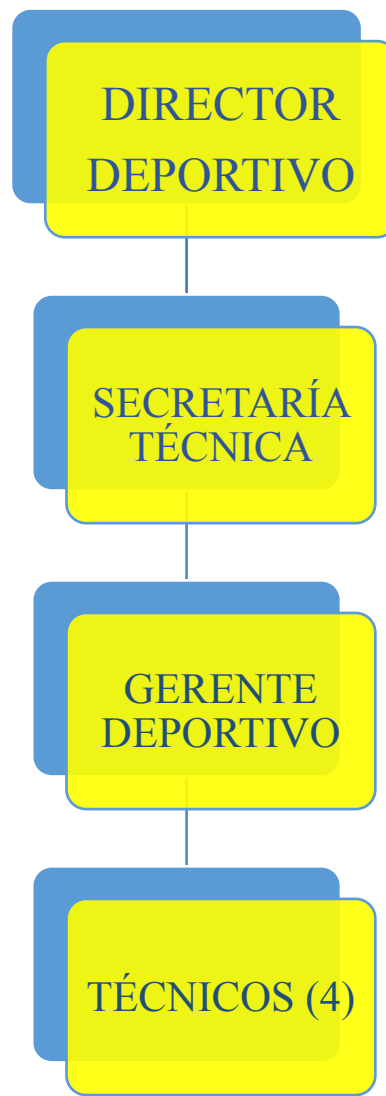 DIRECTOR
DEPORTIVO
SECRETARÍA
TÉCNICA
GERENTE
DEPORTIVO
TÉCNICOS (4)